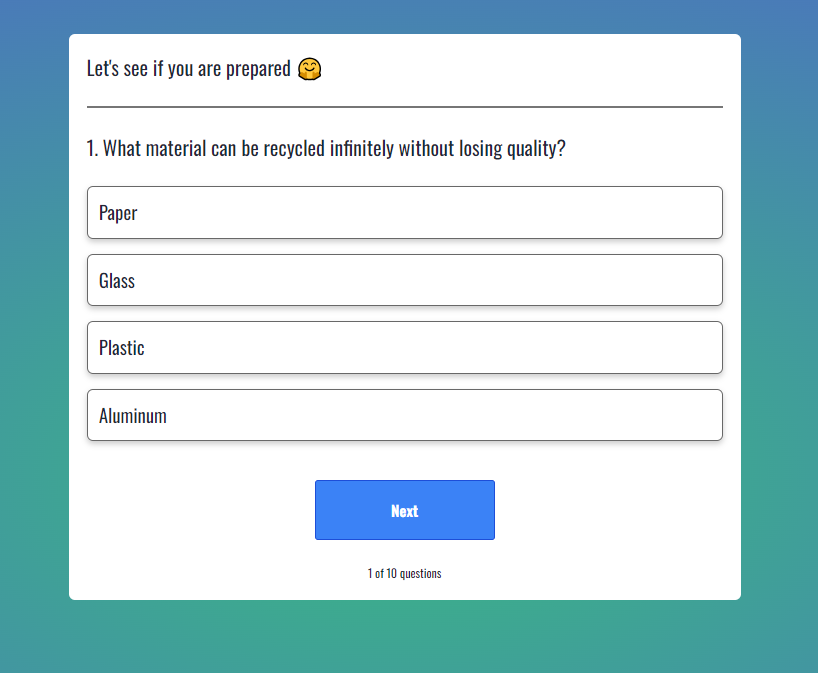 Let's see if you are prepared 🤗
1. What material can be recycled infinitely without losing quality?
Paper
Glass
Plastic
Aluminum
Next
1 of 10 questions